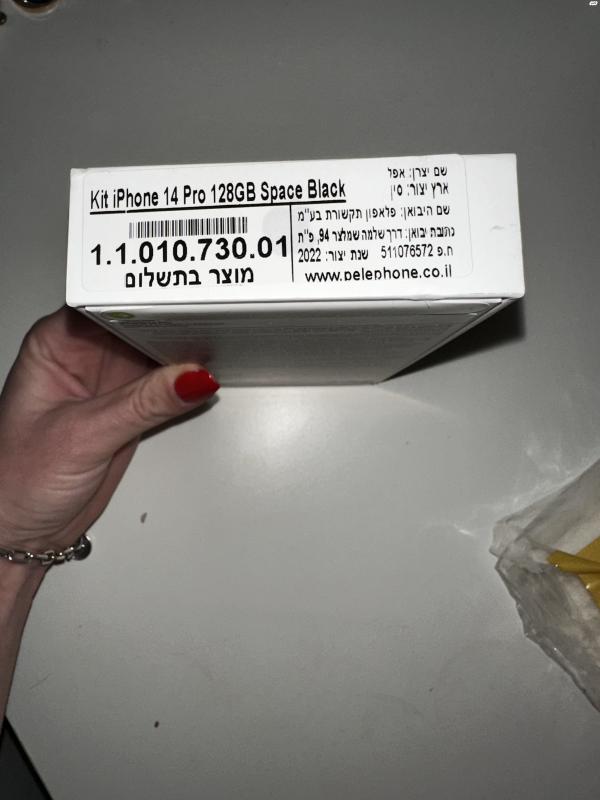 Kit iPhone 14 Pro 128GB Space Black
1.1.010.730.01
מוצר בתשלום
שם יצרן: אפל
ארץ יצור: סין
שם היבואן: פלאפון תקשורת בע"מ
כתובת יבואן: דרך שלמה שמלצר 94, פ"ת
ח.פ 511076572 שנת יצור: 2022
www.pelephone.co.il